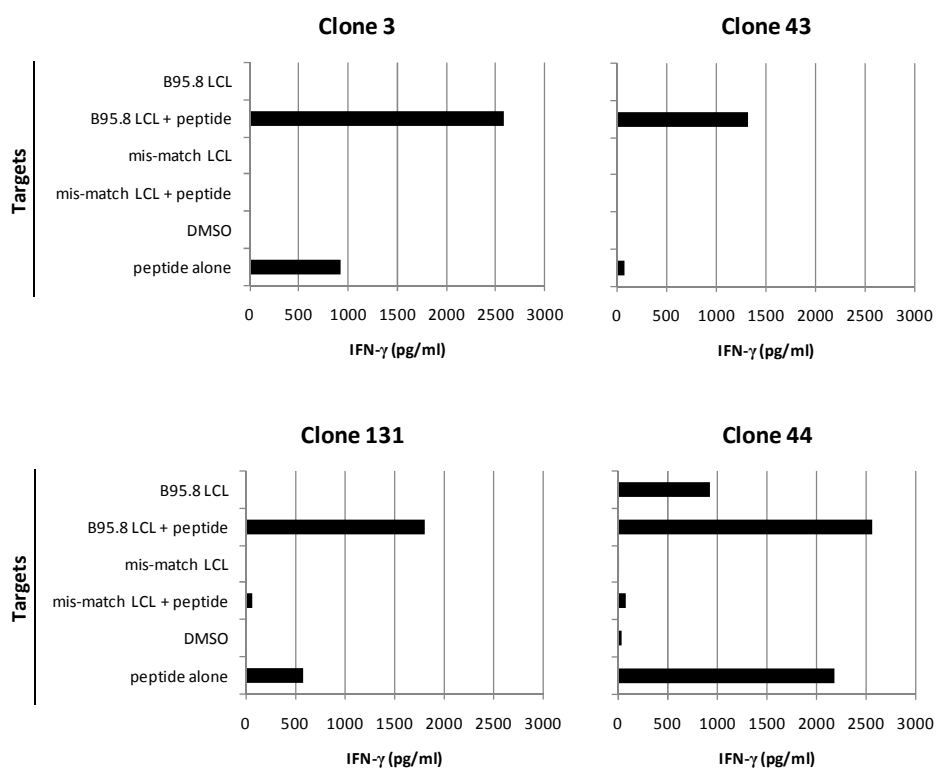 Clone 3
Clone 43
Targets
B95.8 LCL
B95.8 LCL + peptide
mis-match LCL
mis-match LCL + peptide
DMSO
peptide alone
0 500 1000 1500 2000 2500 3000
0 500 1000 1500 2000 2500 3000
IFN-γ (pg/ml)
IFN-γ (pg/ml)
Clone 131
Clone 44
Targets
B95.8 LCL
B95.8 LCL + peptide
mis-match LCL
mis-match LCL + peptide
DMSO
peptide alone
0 500 1000 1500 2000 2500 3000
0 500 1000 1500 2000 2500 3000
IFN-γ (pg/ml)
IFN-γ (pg/ml)